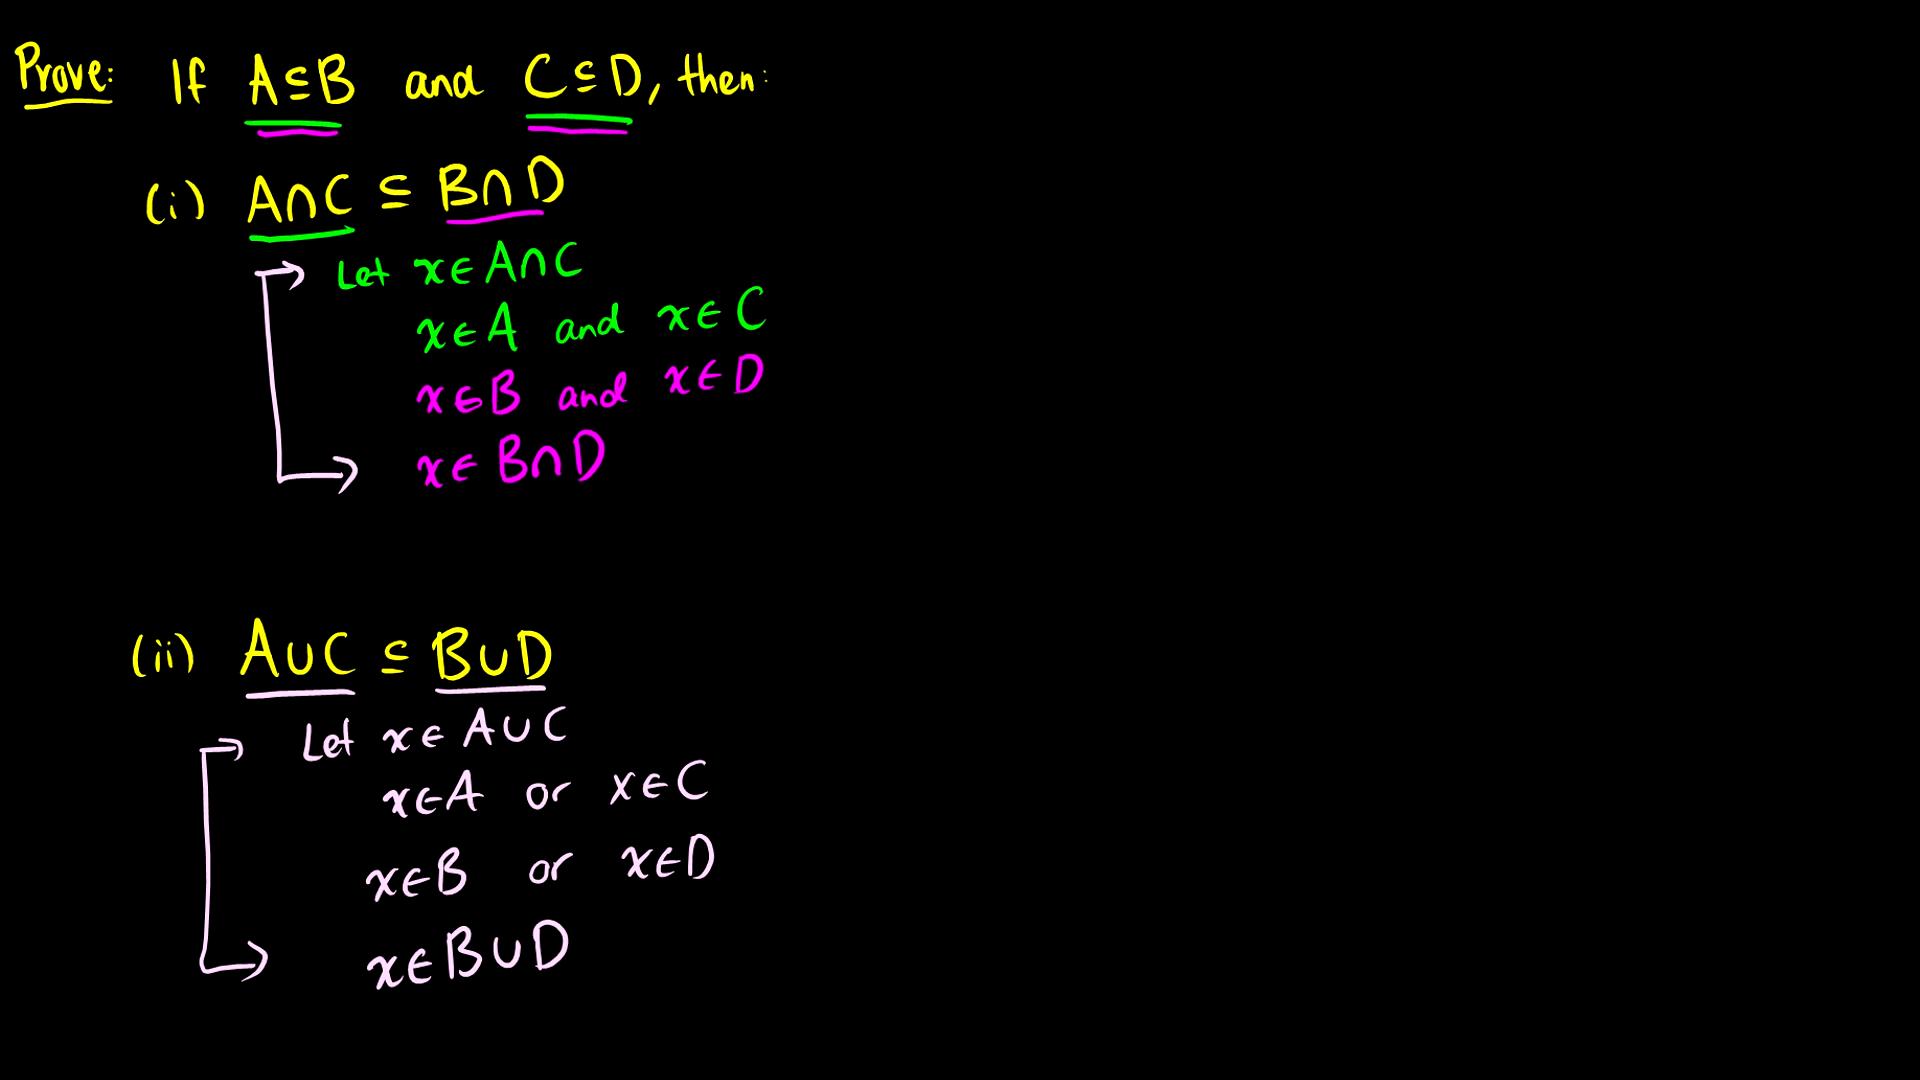 Prove: If A⊆B and C⊆D, then:
(i) A∩C ⊆ B∩D
Let x∈A∩C
x∈A and x∈C
x∈B and x∈D
x∈B∩D
(ii) A∪C ⊆ B∪D
Let x∈A∪C
x∈A or x∈C
x∈B or x∈D
x∈B∪D